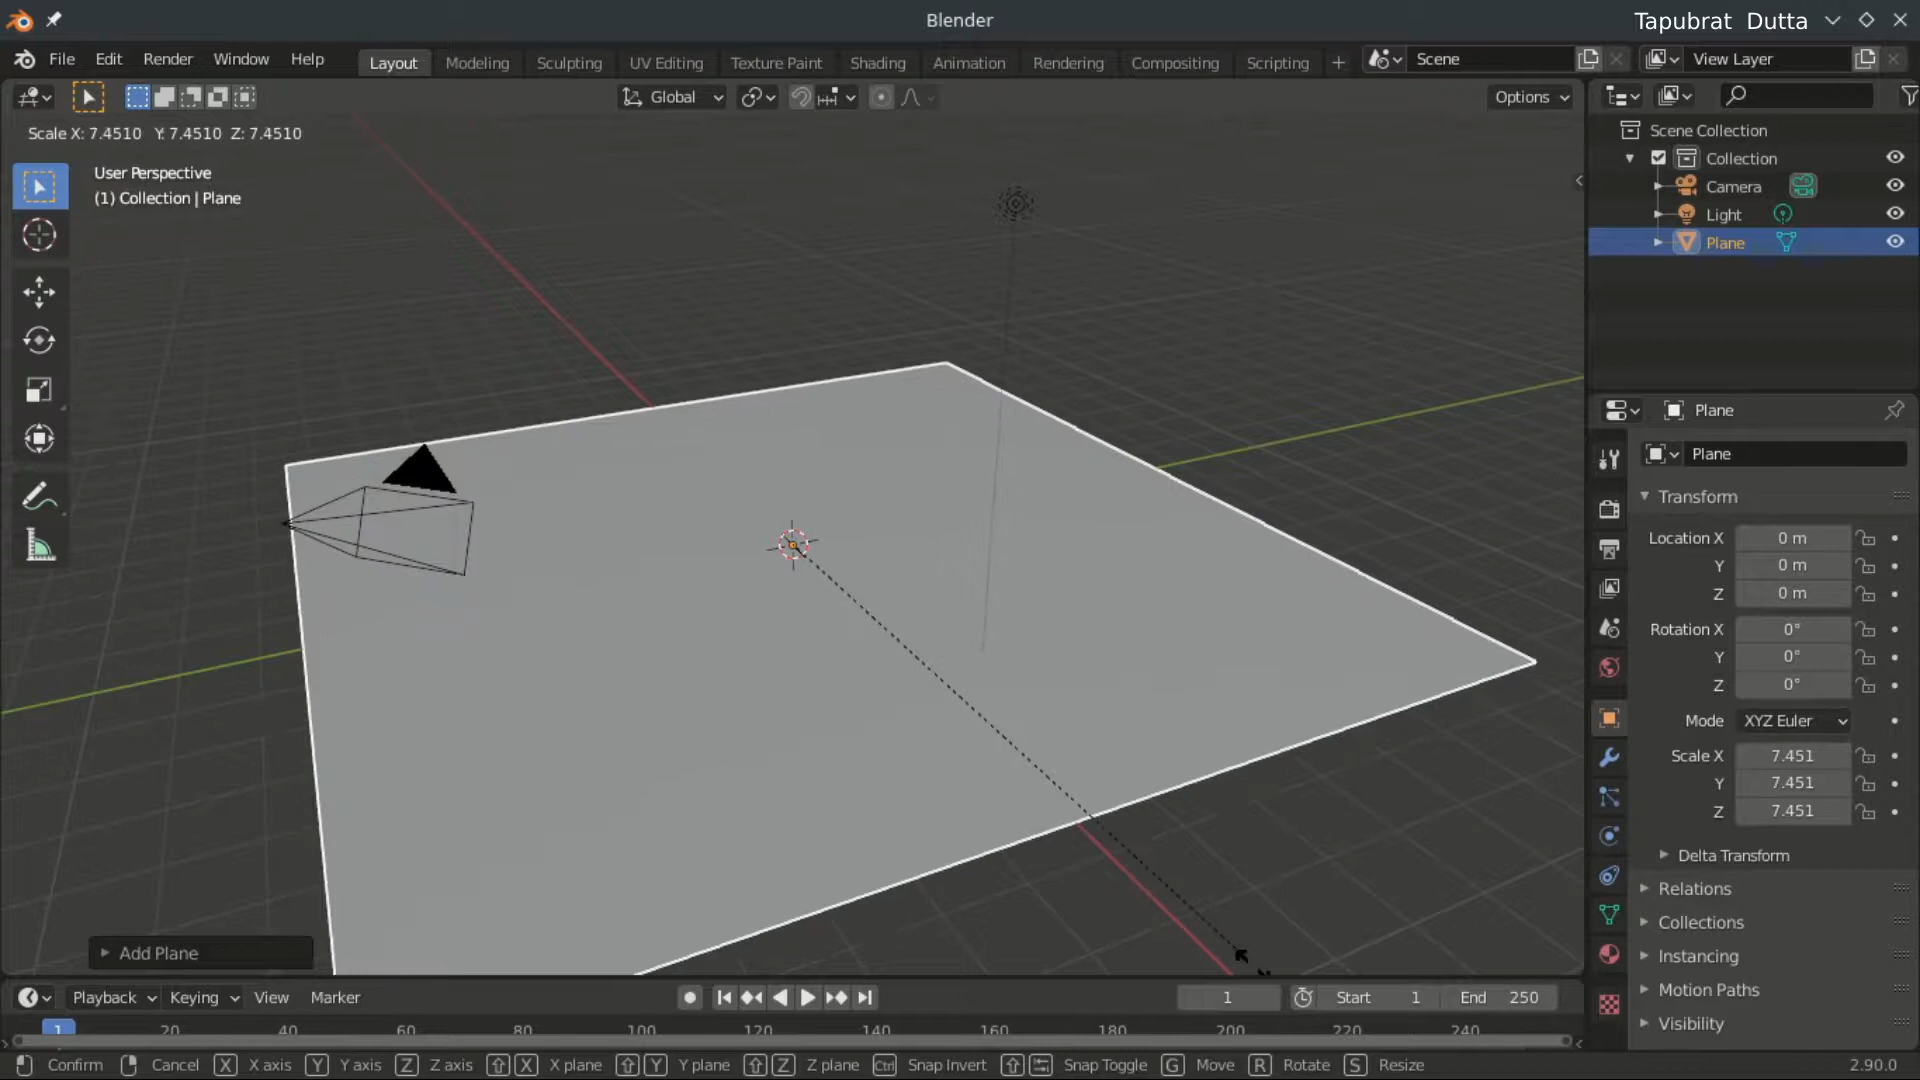 Blender
Tapubrat Dutta
File Edit Render Window Help Layout Modeling Sculpting UV Editing Texture Paint Shading Animation Rendering Compositing Scripting + Scene View Layer
Global Options
Scale X: 7.4510 Y: 7.4510 Z: 7.4510
User Perspective
(1) Collection | Plane
Scene Collection
Collection
Camera
Light
Plane
Plane
Plane
Transform
Location X 0 m
Y 0 m
Z 0 m
Rotation X 0°
Y 0°
Z 0°
Mode XYZ Euler
Scale X 7.451
Y 7.451
Z 7.451
Delta Transform
Relations
Collections
Instancing
Motion Paths
Visibility
Add Plane
Playback Keying View Marker 1 Start 1 End 250
1 20 40 60 80 100 120 140 160 180 200 220 240
Confirm Cancel X X axis Y Y axis Z Z axis X X plane Y Y plane Z Z plane Ctrl Snap Invert Snap Toggle G Move R Rotate S Resize 2.90.0